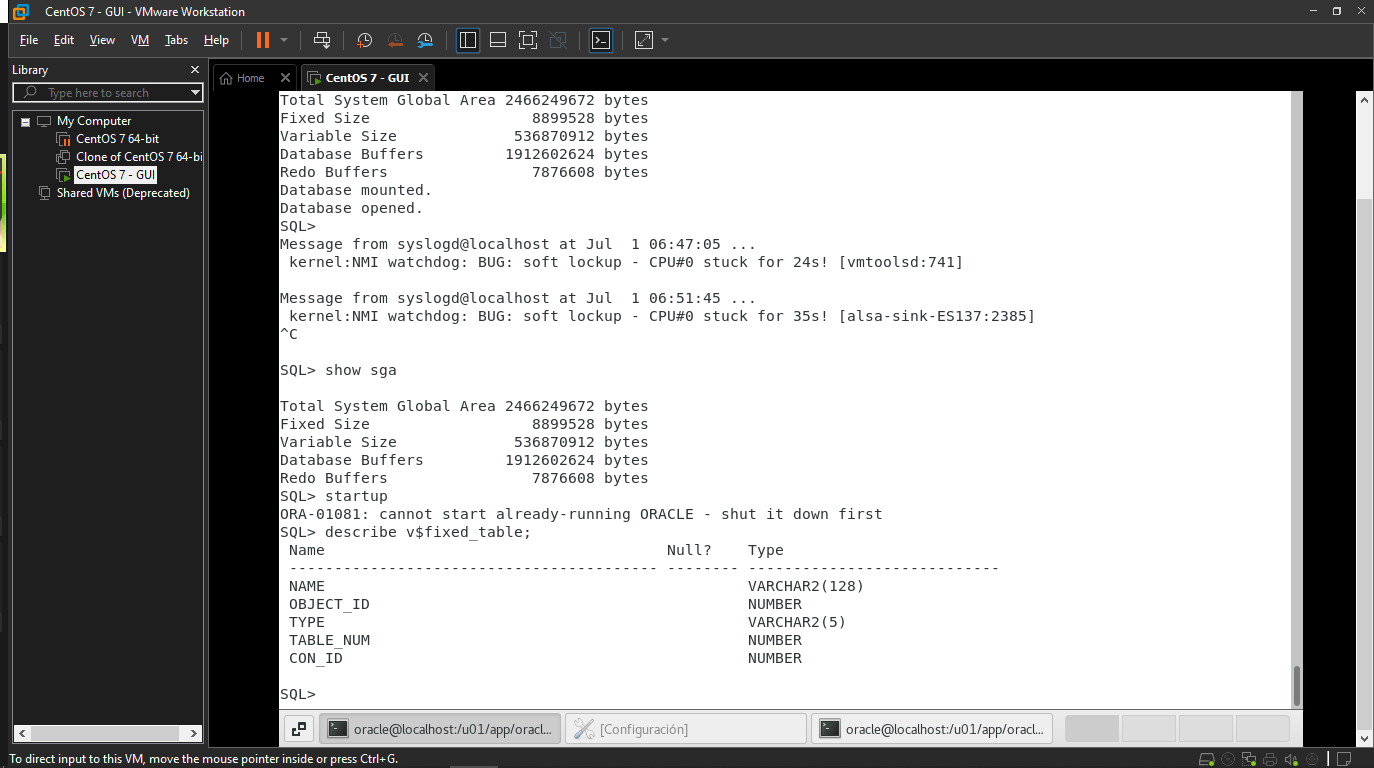 CentOS 7 - GUI - VMware Workstation
File Edit View VM Tabs Help
Library
Home
CentOS 7 - GUI
Type here to search
My Computer
CentOS 7 64-bit
Clone of CentOS 7 64-bi
CentOS 7 - GUI
Shared VMs (Deprecated)
Total System Global Area 2466249672 bytes
Fixed Size 8899528 bytes
Variable Size 536870912 bytes
Database Buffers 1912602624 bytes
Redo Buffers 7876608 bytes
Database mounted.
Database opened.
SQL>
Message from syslogd@localhost at Jul  1 06:47:05 ...
kernel:NMI watchdog: BUG: soft lockup - CPU#0 stuck for 24s! [vmtoolsd:741]
Message from syslogd@localhost at Jul  1 06:51:45 ...
kernel:NMI watchdog: BUG: soft lockup - CPU#0 stuck for 35s! [alsa-sink-ES137:2385]
^C
SQL> show sga
Total System Global Area 2466249672 bytes
Fixed Size 8899528 bytes
Variable Size 536870912 bytes
Database Buffers 1912602624 bytes
Redo Buffers 7876608 bytes
SQL> startup
ORA-01081: cannot start already-running ORACLE - shut it down first
SQL> describe v$fixed_table;
Name Null? Type
----------------------------------------- -------- ----------------------------
NAME VARCHAR2(128)
OBJECT_ID NUMBER
TYPE VARCHAR2(5)
TABLE_NUM NUMBER
CON_ID NUMBER
SQL>
oracle@localhost:/u01/app/oracl... [Configuración] oracle@localhost:/u01/app/oracl...
To direct input to this VM, move the mouse pointer inside or press Ctrl+G.